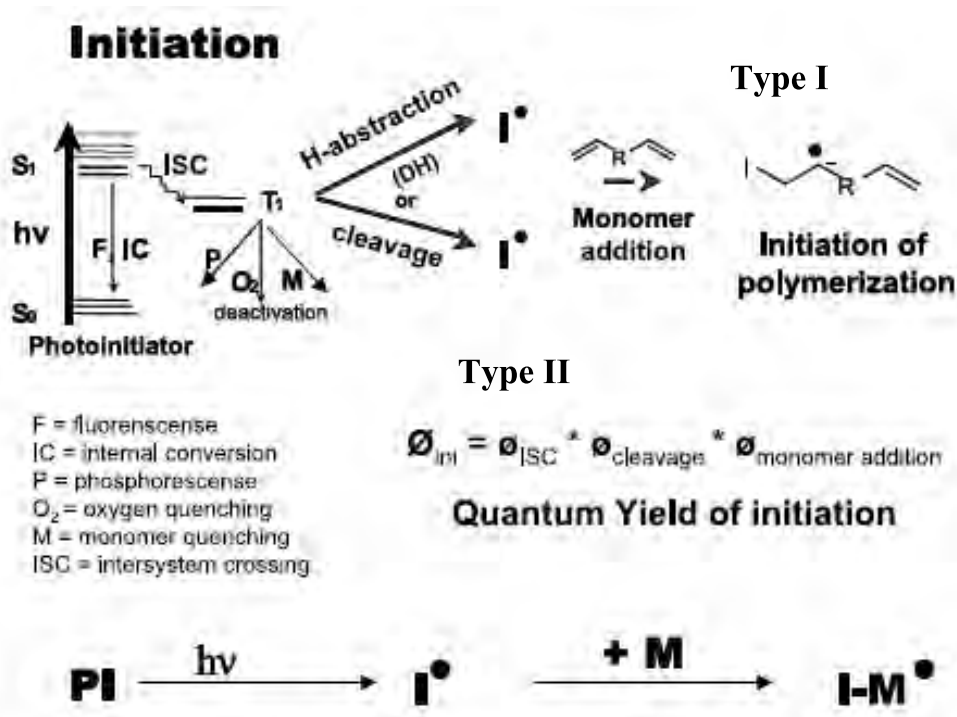 Initiation
Type I
S1
ISC
T1
hν
F, IC
S0
Photoinitiator
P
O2
M
deactivation
H-abstraction
(DH)
or
cleavage
I•
I•
R
Monomer
addition
I
R
Initiation of
polymerization
Type II
F = fluorenscense
IC = internal conversion
P = phosphorescense
O2 = oxygen quenching
M = monomer quenching
ISC = intersystem crossing
Øini = øISC * øcleavage * ømonomer addition
Quantum Yield of initiation
PI hν I• + M I-M•